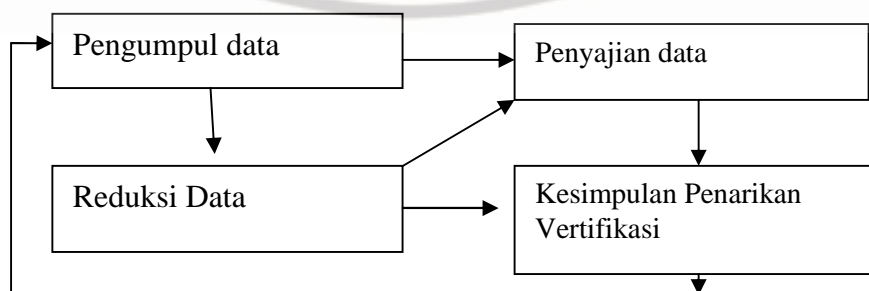 Pengumpul data
Penyajian data
Reduksi Data
Kesimpulan Penarikan
Vertifikasi